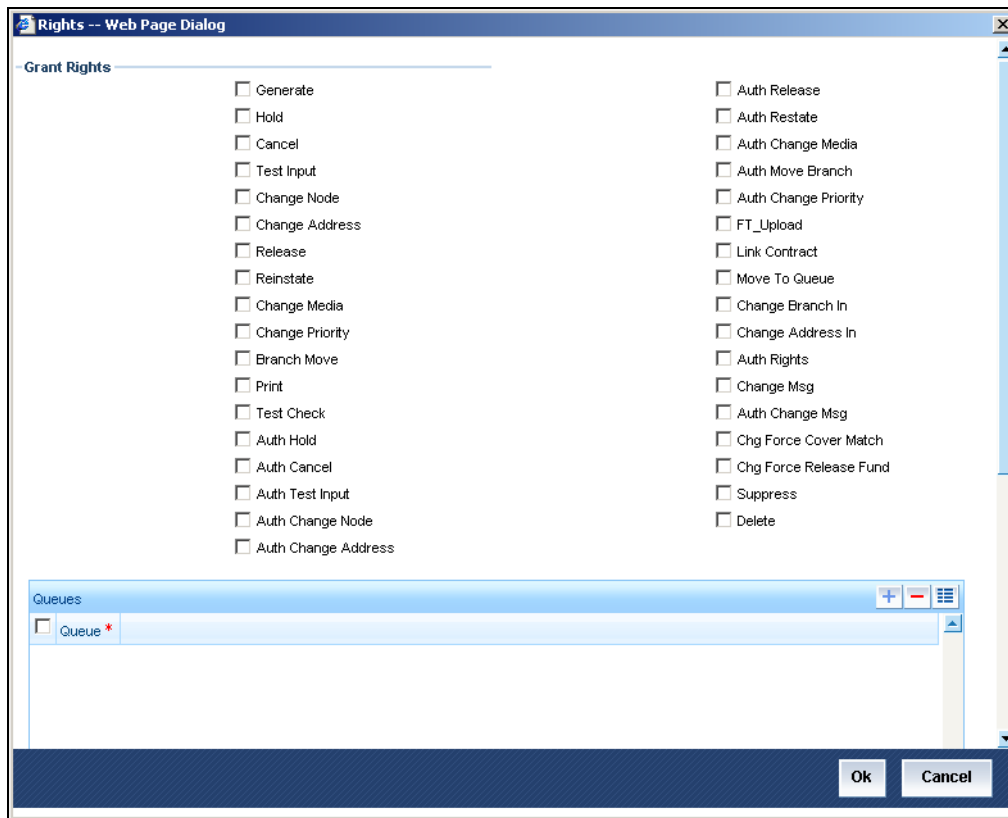 Rights -- Web Page Dialog
Grant Rights
Generate
Hold
Cancel
Test Input
Change Node
Change Address
Release
Reinstate
Change Media
Change Priority
Branch Move
Print
Test Check
Auth Hold
Auth Cancel
Auth Test Input
Auth Change Node
Auth Change Address
Auth Release
Auth Restate
Auth Change Media
Auth Move Branch
Auth Change Priority
FT_Upload
Link Contract
Move To Queue
Change Branch In
Change Address In
Auth Rights
Change Msg
Auth Change Msg
Chg Force Cover Match
Chg Force Release Fund
Suppress
Delete
Queues
Queue *
Ok
Cancel